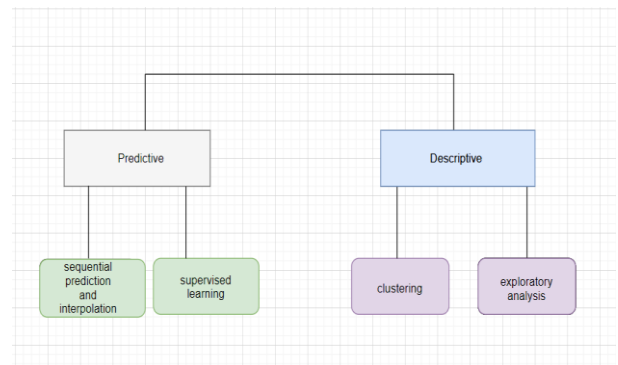 Predictive
Descriptive
sequential
prediction
and
interpolation
supervised
learning
clustering
exploratory
analysis